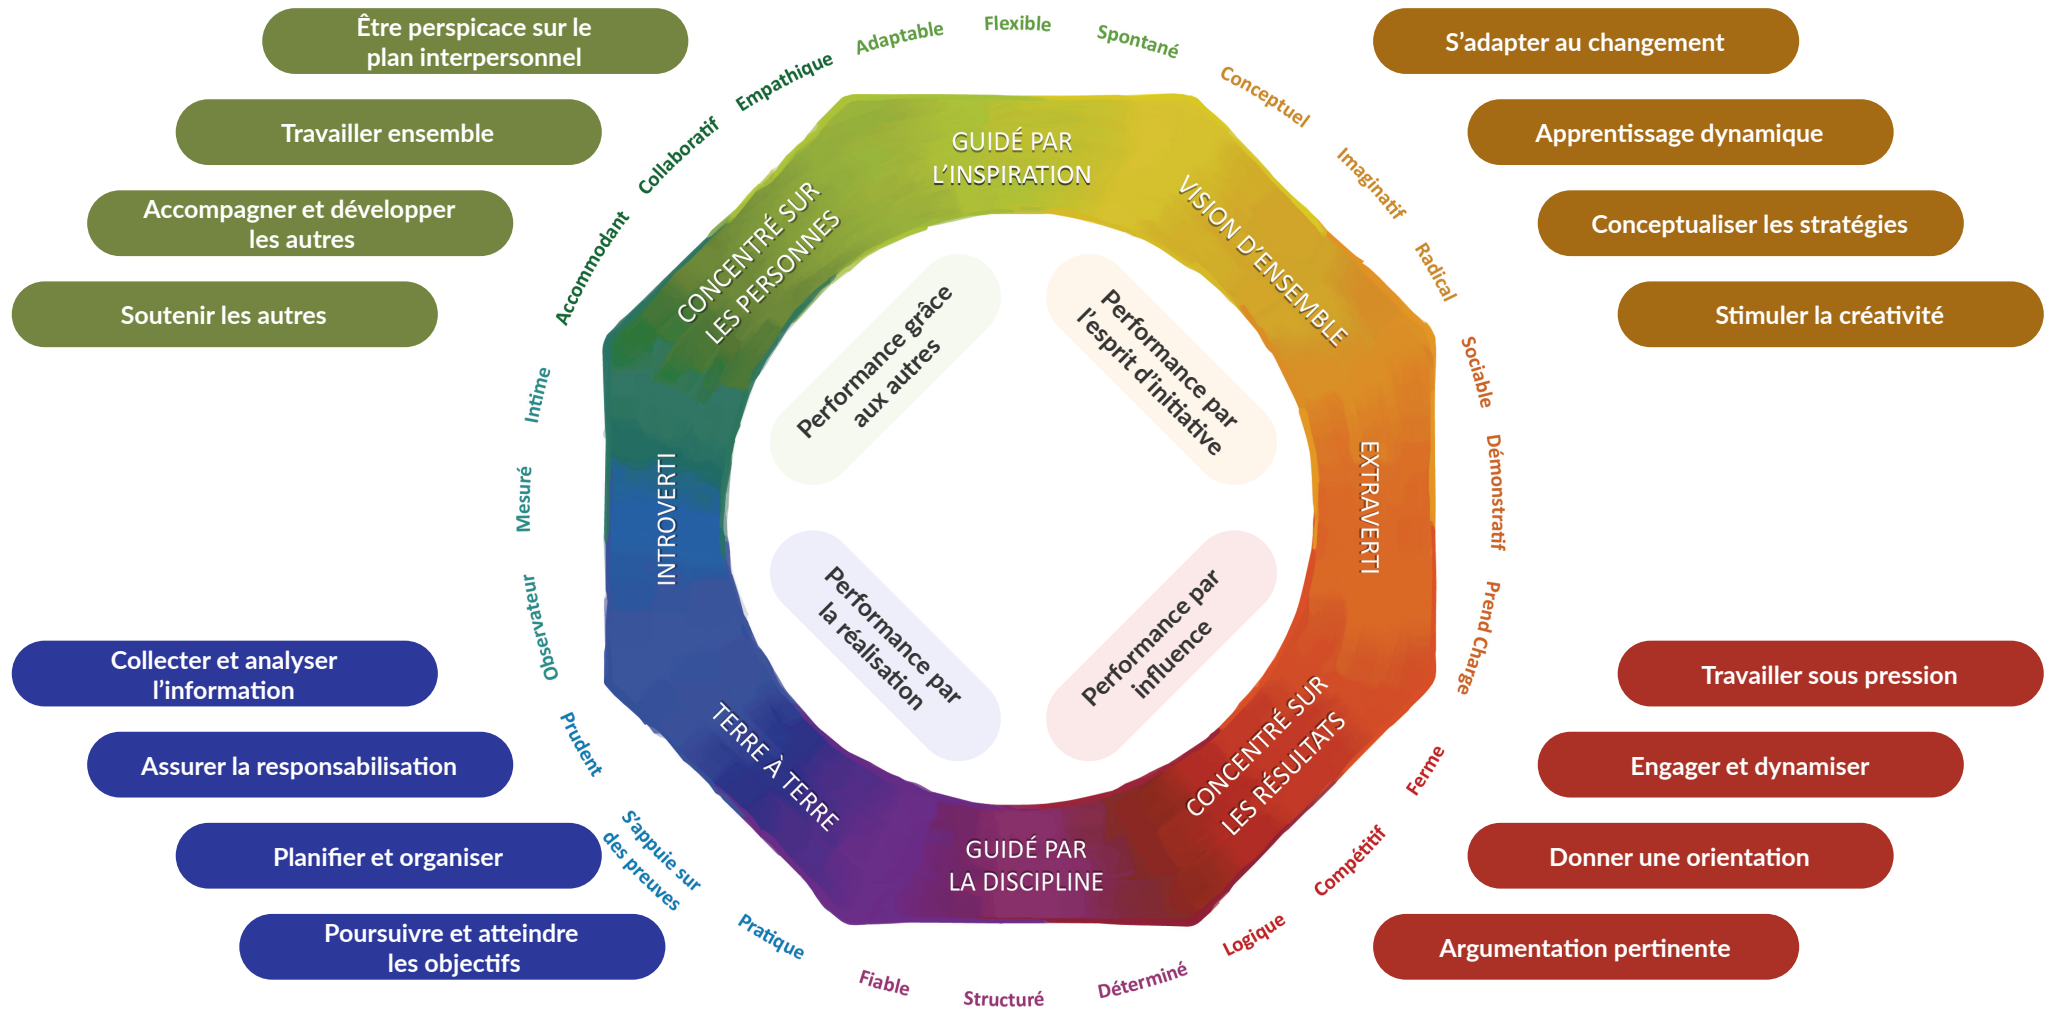 Être perspicace sur le
plan interpersonnel
Travailler ensemble
Accompagner et développer
les autres
Soutenir les autres
S’adapter au changement
Apprentissage dynamique
Conceptualiser les stratégies
Stimuler la créativité
Intime
Accommodant
Collaboratif
Empathique
Adaptable
Flexible
Spontané
Conceptuel
Imaginatif
Radical
Sociable
Démonstratif
Prend Charge
Ferme
Compétitif
Logique
Déterminé
Structuré
Fiable
Pratique
S’appuie sur
des preuves
Prudent
Observateur
Mesuré
GUIDÉ PAR
L’INSPIRATION
VISION D’ENSEMBLE
EXTRAVERTI
CONCENTRÉ SUR
LES RÉSULTATS
GUIDÉ PAR
LA DISCIPLINE
TERRE À TERRE
INTROVERTI
CONCENTRÉ SUR
LES PERSONNES
Performance grâce
aux autres
Performance par
l’esprit d’initiative
Performance par
la réalisation
Performance par
influence
Collecter et analyser
l’information
Assurer la responsabilisation
Planifier et organiser
Poursuivre et atteindre
les objectifs
Travailler sous pression
Engager et dynamiser
Donner une orientation
Argumentation pertinente